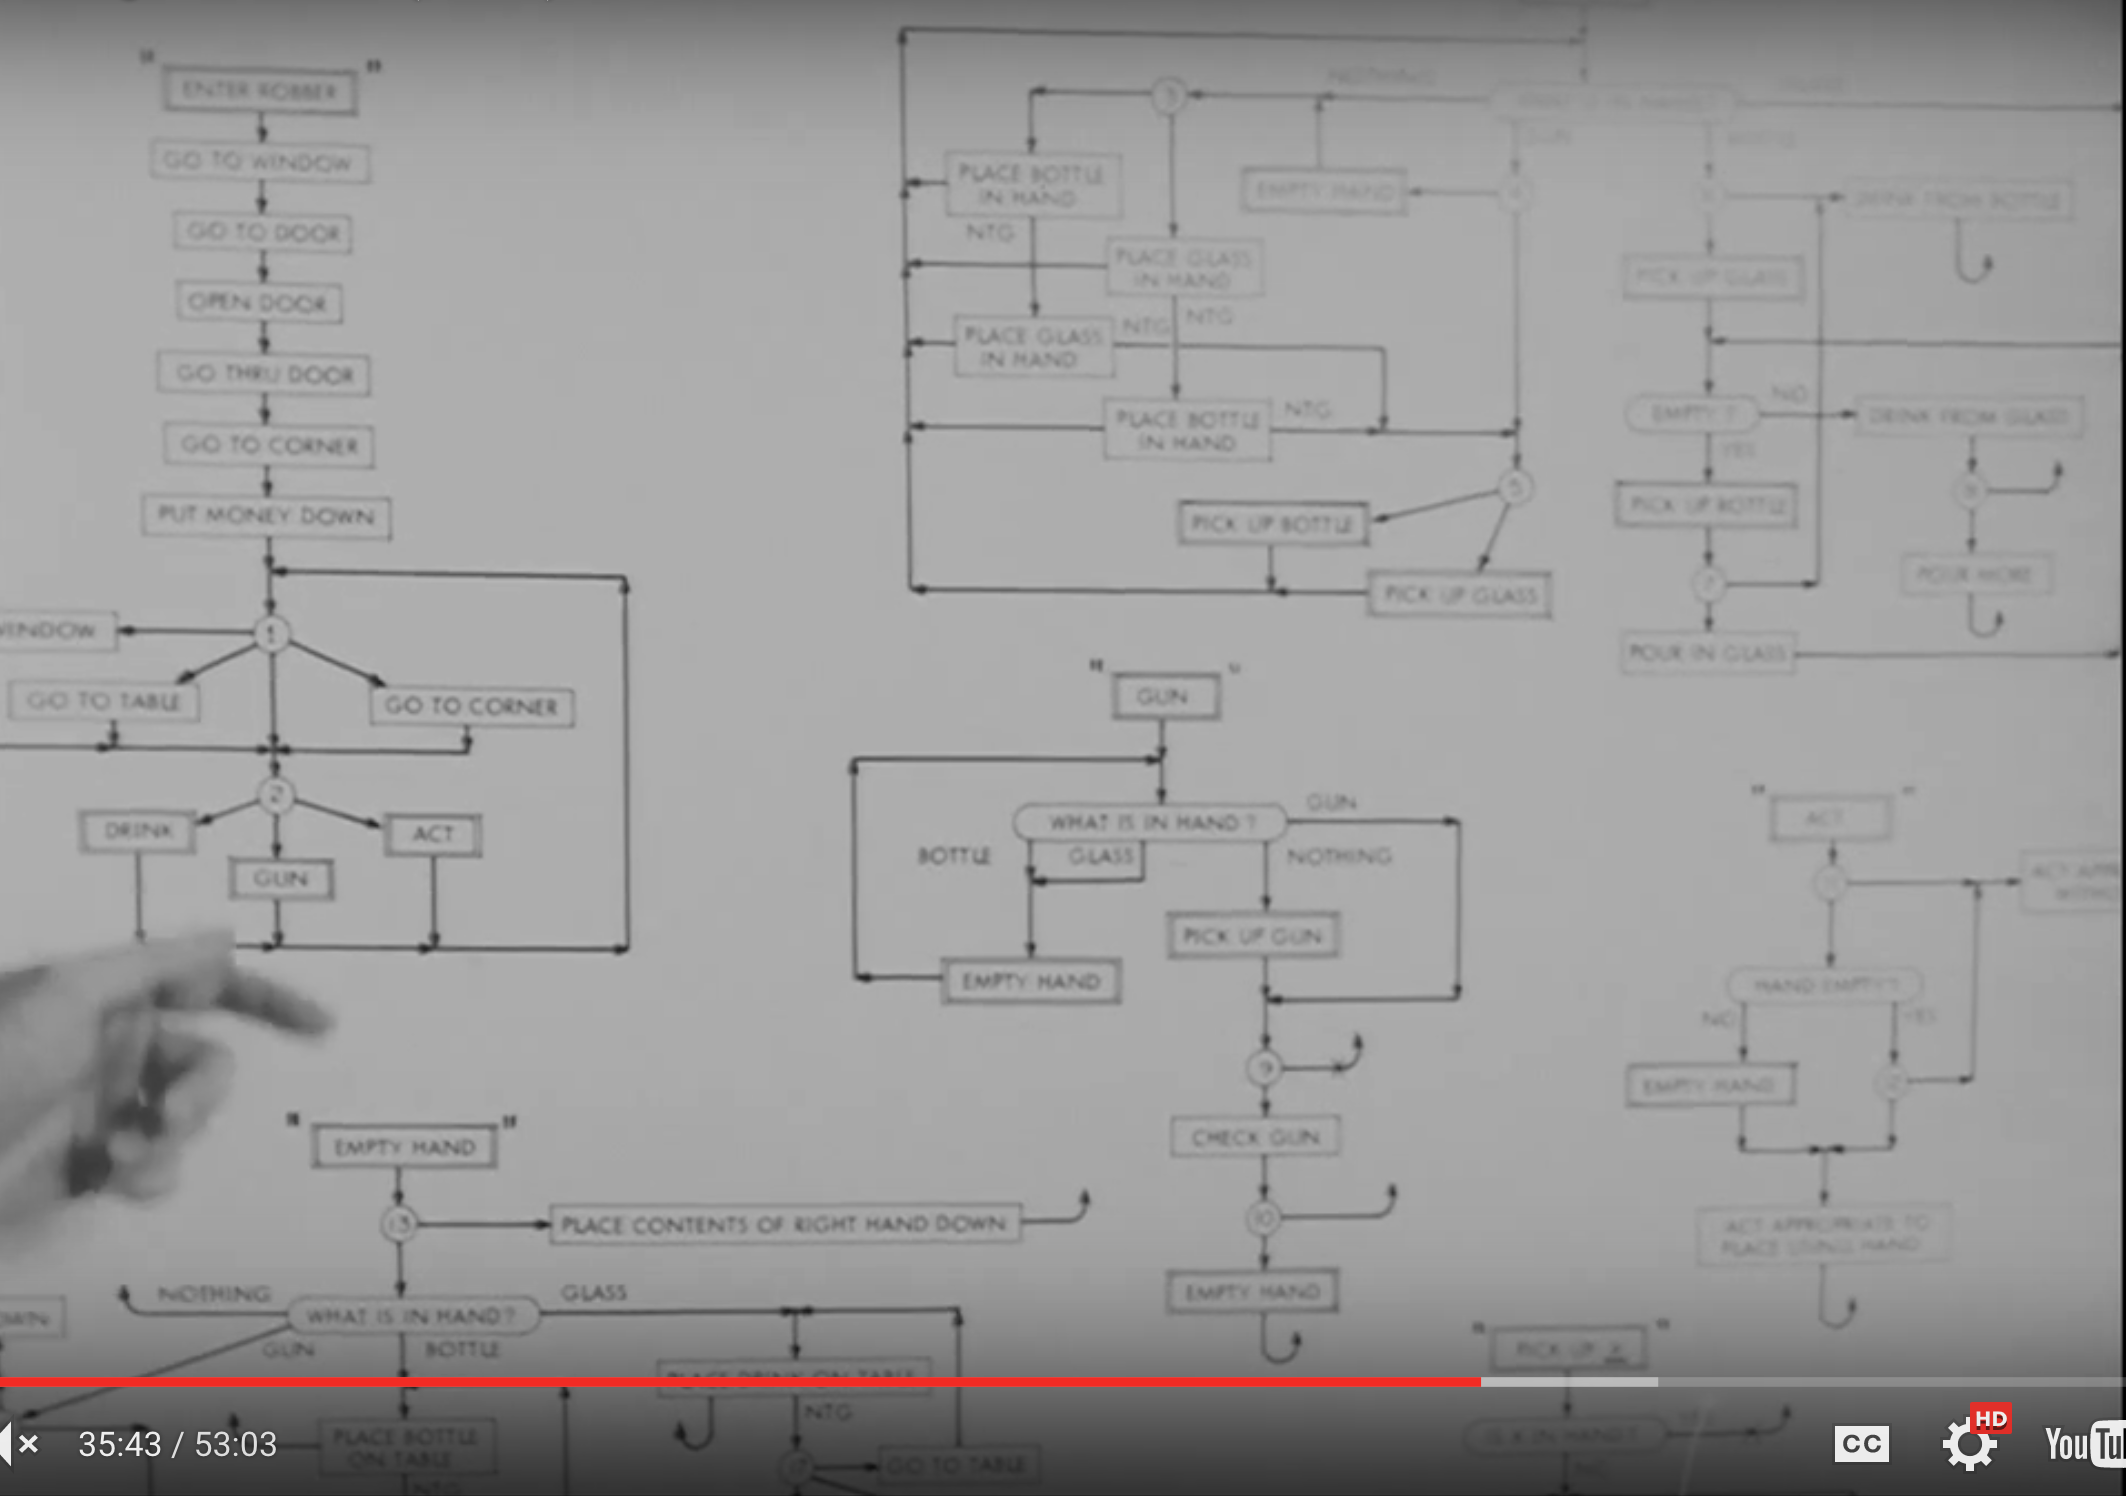 " ENTER ROBBER "
GO TO WINDOW
GO TO DOOR
OPEN DOOR
GO THRU DOOR
GO TO CORNER
PUT MONEY DOWN
1
WINDOW
GO TO TABLE
GO TO CORNER
2
DRINK
ACT
GUN
NOTHING
3
PLACE BOTTLE
IN HAND
NTG
EMPTY HAND
4
PLACE GLASS
IN HAND
NTG
PLACE GLASS
IN HAND
NTG
PLACE BOTTLE
IN HAND
NTG
5
PICK UP BOTTLE
PICK UP GLASS
GUN
BOTTLE
DRINK FROM BOTTLE
PICK UP GLASS
EMPTY ?
NO
DRINK FROM GLASS
YES
PICK UP BOTTLE
8
7
POUR MORE
POUR IN GLASS
" GUN "
WHAT IS IN HAND ?
GUN
BOTTLE
GLASS
NOTHING
PICK UP GUN
EMPTY HAND
9
CHECK GUN
10
EMPTY HAND
" ACT "
HAND EMPTY?
NO
YES
EMPTY HAND
12
ACT APPROPRIATE TO
PLACE USING HAND
" EMPTY HAND "
13
PLACE CONTENTS OF RIGHT HAND DOWN
NOTHING
GLASS
WHAT IS IN HAND?
GUN
BOTTLE
PLACE DRINK ON TABLE
NTG
PLACE BOTTLE
ON TABLE
NTG
GO TO TABLE
" PICK UP X "
IS X IN HAND?
YES
NO
35:43 / 53:03
CC
HD
YouTu